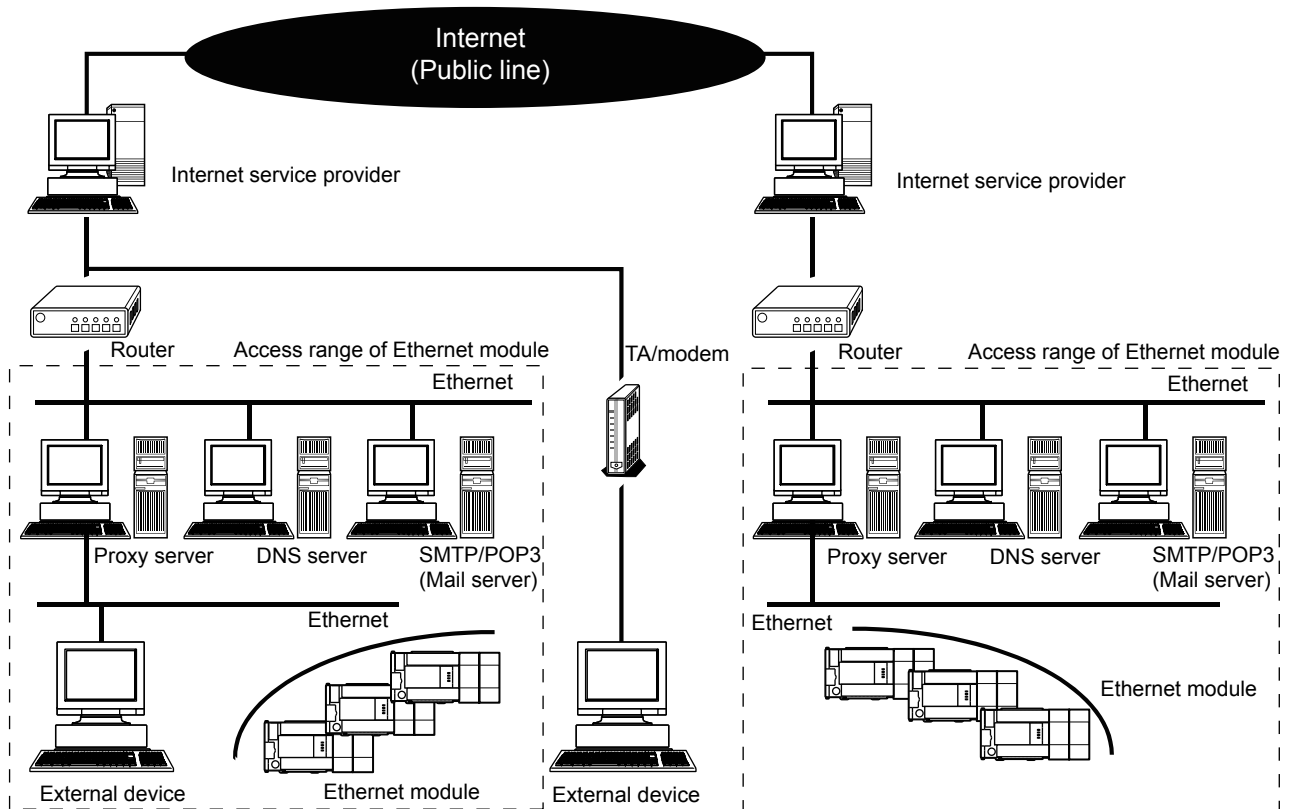 Internet
(Public line)
Internet service provider
Internet service provider
Router
Access range of Ethernet module
TA/modem
Router
Access range of Ethernet module
Ethernet
Ethernet
Proxy server
DNS server
SMTP/POP3
(Mail server)
Proxy server
DNS server
SMTP/POP3
(Mail server)
Ethernet
Ethernet
Ethernet module
External device
Ethernet module
External device